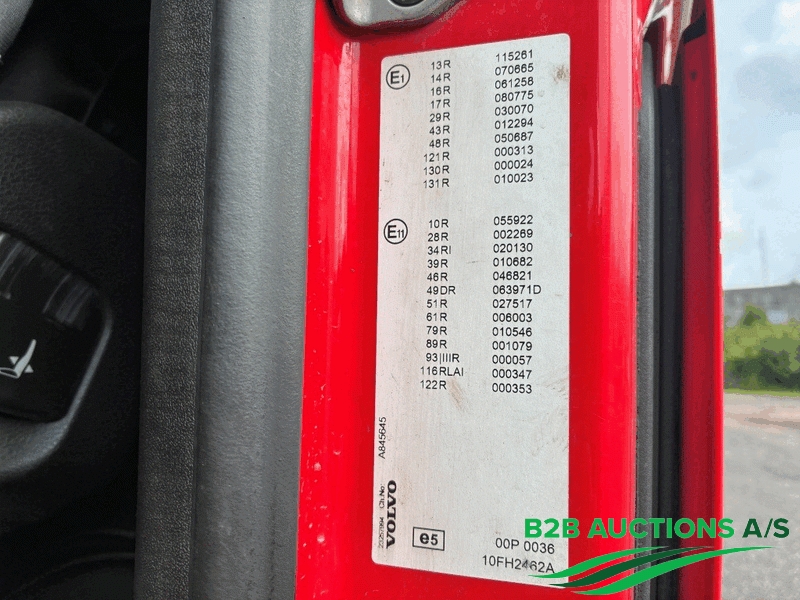 E1
13R 115261
14R 070665
16R 061258
17R 080775
29R 030070
43R 012294
48R 050687
121R 000313
130R 000024
131R 010023
E11
10R 055922
28R 002269
34RI 020130
39R 010682
46R 046821
49DR 063971D
51R 027517
61R 006003
79R 010546
89R 001079
93|III|R 000057
116RLAI 000347
122R 000353
Ch.No: A845645
VOLVO
e5
00P 0036
10FH2462A
B2B AUCTIONS A/S